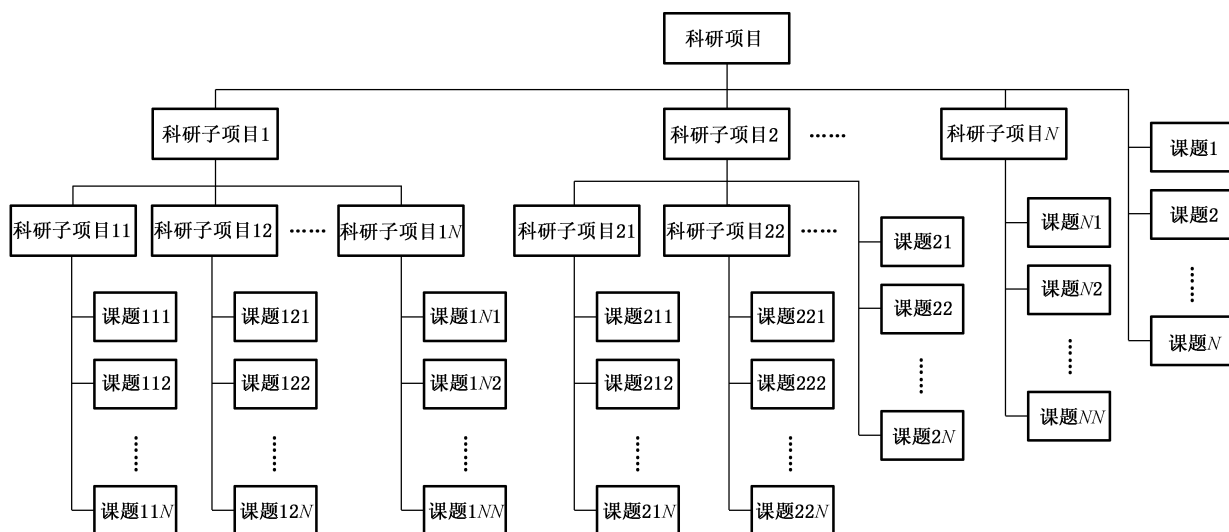 科研项目
科研子项目1
科研子项目2
……
科研子项目N
课题1
课题2
……
课题N
科研子项目11
科研子项目12
……
科研子项目1N
科研子项目21
科研子项目22
……
课题21
课题22
……
课题2N
课题N1
课题N2
……
课题NN
课题111
课题112
……
课题11N
课题121
课题122
……
课题12N
课题1N1
课题1N2
……
课题1NN
课题211
课题212
……
课题21N
课题221
课题222
……
课题22N